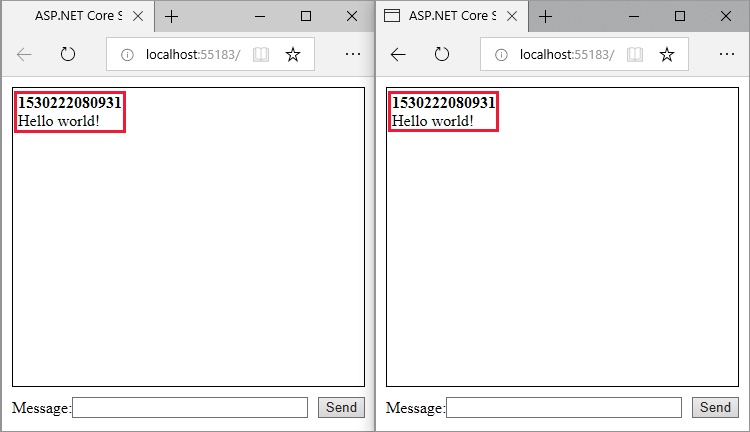 ASP.NET Core S
localhost:55183/
1530222080931
Hello world!
Message:
Send
ASP.NET Core S
localhost:55183/
1530222080931
Hello world!
Message:
Send